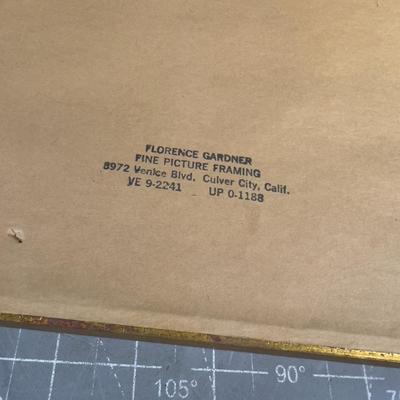 FLORENCE GARDNER
FINE PICTURE FRAMING
8972 Venice Blvd. Culver City, Calif.
VE 9-2241 UP 0-1188
105° 90°